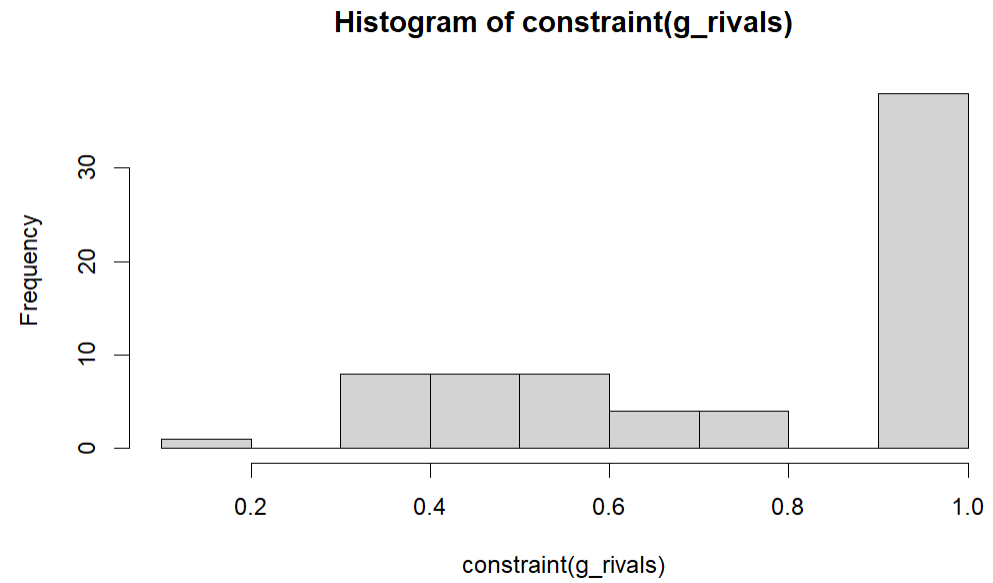 Histogram of constraint(g_rivals)
Frequency
30
20
10
0
0.2 0.4 0.6 0.8 1.0
constraint(g_rivals)